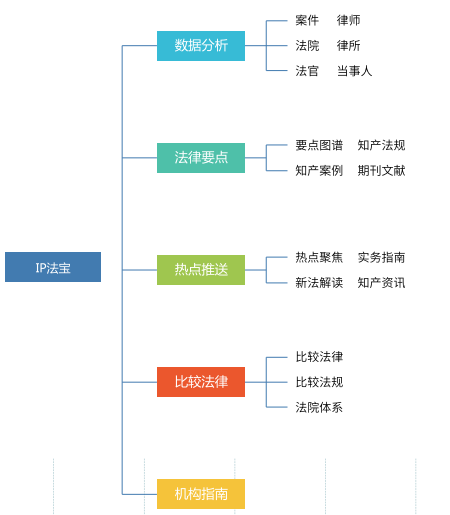 案件 律师
数据分析
法院 律所
法官 当事人
要点图谱 知产法规
法律要点
知产案例 期刊文献
IP法宝
热点聚焦 实务指南
热点推送
新法解读 知产资讯
比较法律
比较法律
比较法规
法院体系
机构指南